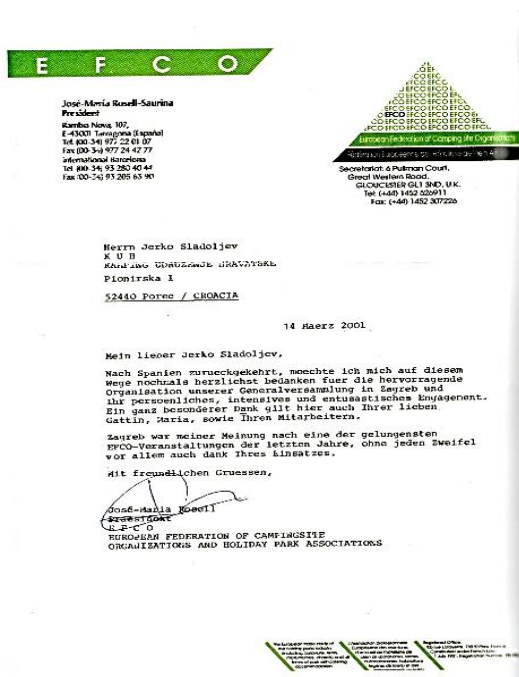 E F C O
José-María Rosell-Saurina
President
Rambla Nova, 107,
E-43001 Tarragona (España)
Tel. (00-34) 977 22 01 07
Fax (00-34) 977 24 42 77
International Barcelona
Tel. (00-34) 93 280 40 44
Fax (00-34) 93 205 63 90
EFCO
European Federation of Camping Site Organisations
Secretariat: 6 Pullman Court,
Great Western Road,
GLOUCESTER GL1 3ND, U.K.
Tel: (+44) 1452 526911
Fax: (+44) 1452 307226
Herrn Jerko Sladoljev
K U H
KAMPING UDRUZENJE HRVATSKE
Pionirska 1
52440 Porec / CROACIA
14 Maerz 2001
Mein lieber Jerko Sladoljev,
Nach Spanien zurueckgekehrt, moechte ich mich auf diesem
Wege nochmals herzlichst bedanken fuer die hervorragende
Organisation unserer Generalversammlung in Zagreb und
Ihr persoenliches, intensives und entusastisches Engagement.
Ein ganz besonderer Dank gilt hier auch Ihrer lieben
Gattin, Maria, sowie Ihren Mitarbeitern.
Zagreb war meiner Meinung nach eine der gelungensten
EFCO-Veranstaltungen der letzten Jahre, ohne jeden Zweifel
vor allem auch dank Ihres Einsatzes.
Mit freundlichen Gruessen,
José-Maria Rosell
Praesident
E F C O
EUROPEAN FEDERATION OF CAMPINGSITE
ORGANIZATIONS AND HOLIDAY PARK ASSOCIATIONS